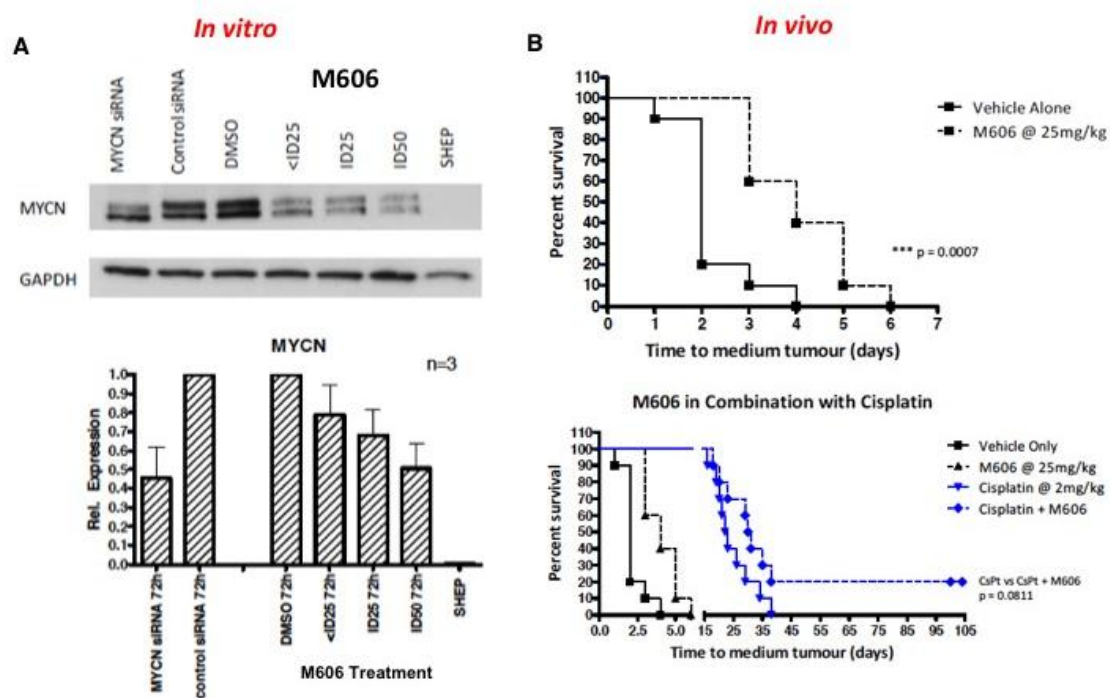 In vitro
A
M606
MYCN siRNA
Control siRNA
DMSO
<ID25
ID25
ID50
SHEP
MYCN
GAPDH
MYCN
n=3
Rel. Expression
1.0
0.9
0.8
0.7
0.6
0.5
0.4
0.3
0.2
0.1
0.0
MYCN siRNA 72h
control siRNA 72h
DMSO 72h
<ID25 72h
ID25 72h
ID50 72h
SHEP
M606 Treatment
In vivo
B
Percent survival
110
100
90
80
70
60
50
40
30
20
10
0
0 1 2 3 4 5 6 7
Time to medium tumour (days)
Vehicle Alone
M606 @ 25mg/kg
*** p = 0.0007
M606 in Combination with Cisplatin
Percent survival
110
100
90
80
70
60
50
40
30
20
10
0
0.0 2.5 5.0 15 25 35 45 55 65 75 85 95 105
Time to medium tumour (days)
Vehicle Only
M606 @ 25mg/kg
Cisplatin @ 2mg/kg
Cisplatin + M606
CsPt vs CsPt + M606
p = 0.0811